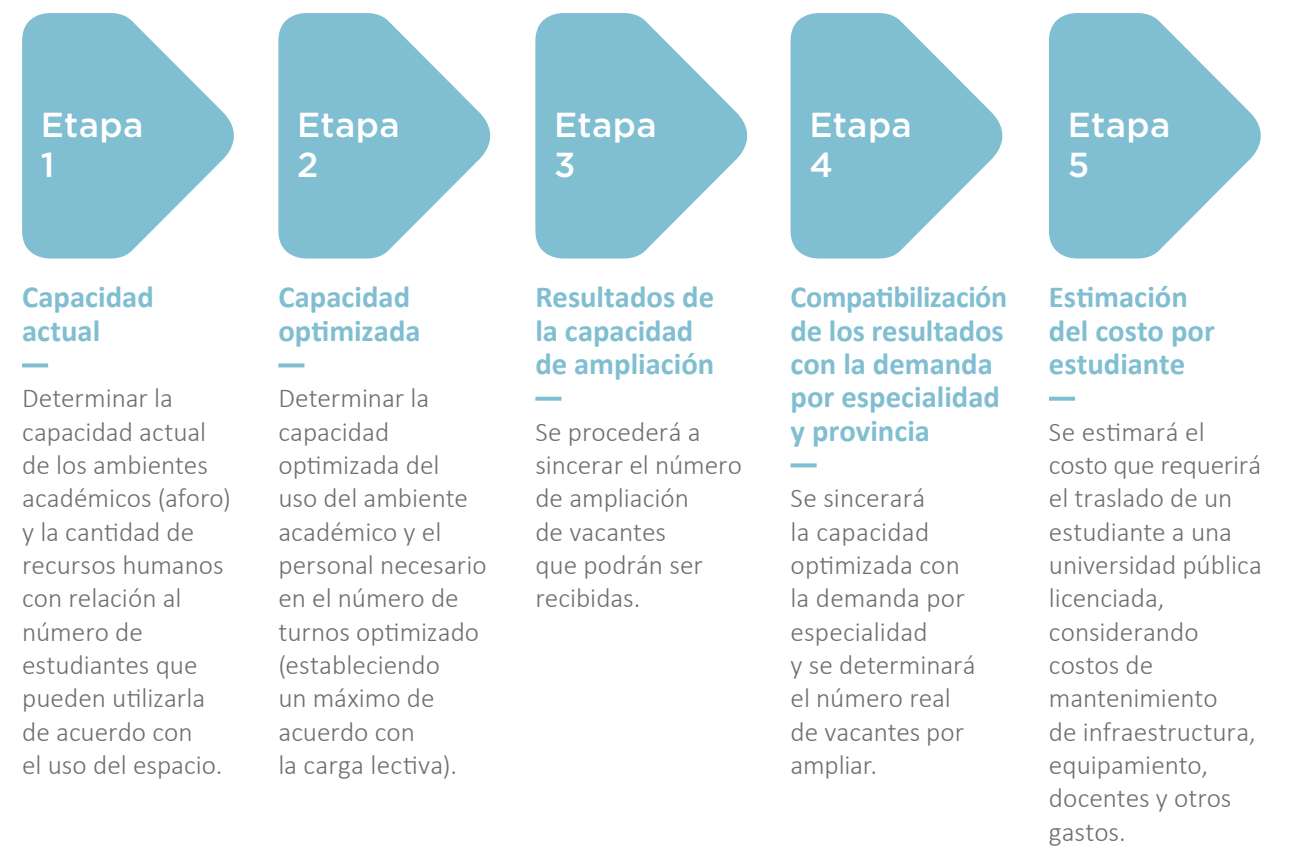 Etapa
1
Capacidad
actual
Determinar la
capacidad actual
de los ambientes
académicos (aforo)
y la cantidad de
recursos humanos
con relación al
número de
estudiantes que
pueden utilizarla
de acuerdo con
el uso del espacio.
Etapa
2
Capacidad
optimizada
Determinar la
capacidad
optimizada del
uso del ambiente
académico y el
personal necesario
en el número de
turnos optimizado
(estableciendo
un máximo de
acuerdo con
la carga lectiva).
Etapa
3
Resultados de
la capacidad
de ampliación
Se procederá a
sincerar el número
de ampliación
de vacantes
que podrán ser
recibidas.
Etapa
4
Compatibilización
de los resultados
con la demanda
por especialidad
y provincia
Se sincerará
la capacidad
optimizada con
la demanda por
especialidad
y se determinará
el número real
de vacantes por
ampliar.
Etapa
5
Estimación
del costo por
estudiante
Se estimará el
costo que requerirá
el traslado de un
estudiante a una
universidad pública
licenciada,
considerando
costos de
mantenimiento
de infraestructura,
equipamiento,
docentes y otros
gastos.